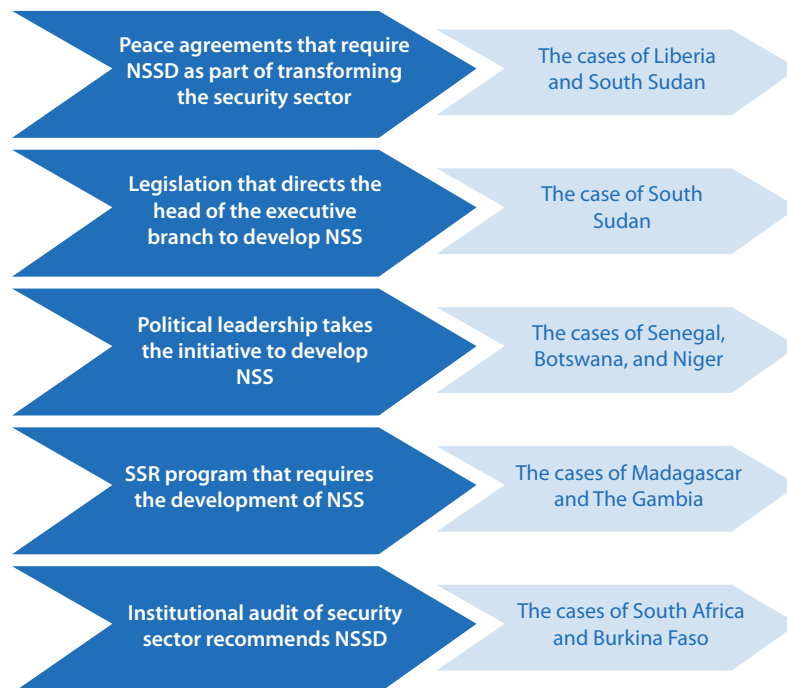 Peace agreements that require
NSSD as part of transforming
the security sector
The cases of Liberia
and South Sudan
Legislation that directs the
head of the executive
branch to develop NSS
The case of South
Sudan
Political leadership takes
the initiative to develop
NSS
The cases of Senegal,
Botswana, and Niger
SSR program that requires
the development of NSS
The cases of Madagascar
and The Gambia
Institutional audit of security
sector recommends NSSD
The cases of South Africa
and Burkina Faso